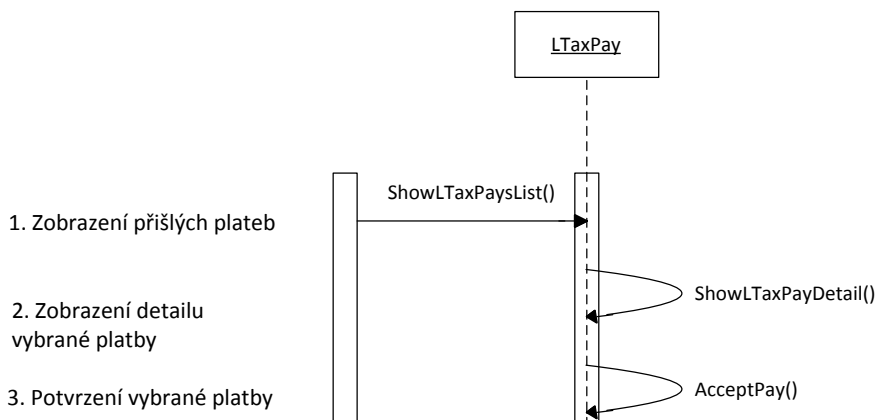 LTaxPay
ShowLTaxPaysList()
1. Zobrazení přišlých plateb
ShowLTaxPayDetail()
2. Zobrazení detailu
vybrané platby
AcceptPay()
3. Potvrzení vybrané platby